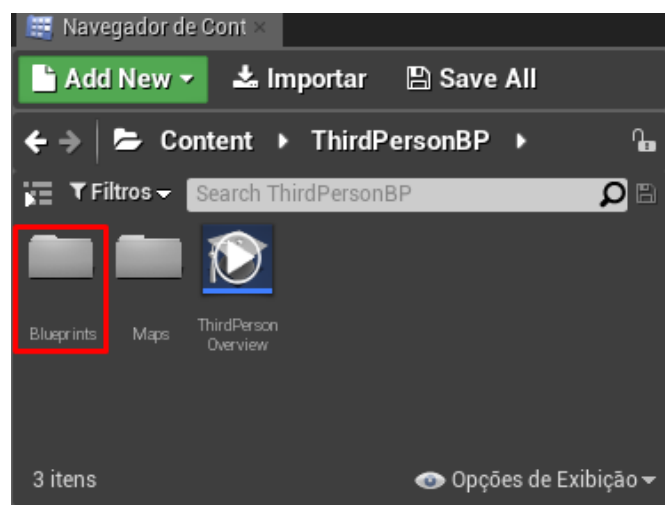 Navegador de Cont
Add New Importar Save All
Content ThirdPersonBP
Filtros Search ThirdPersonBP
Blueprints Maps ThirdPerson
Overview
3 itens Opções de Exibição